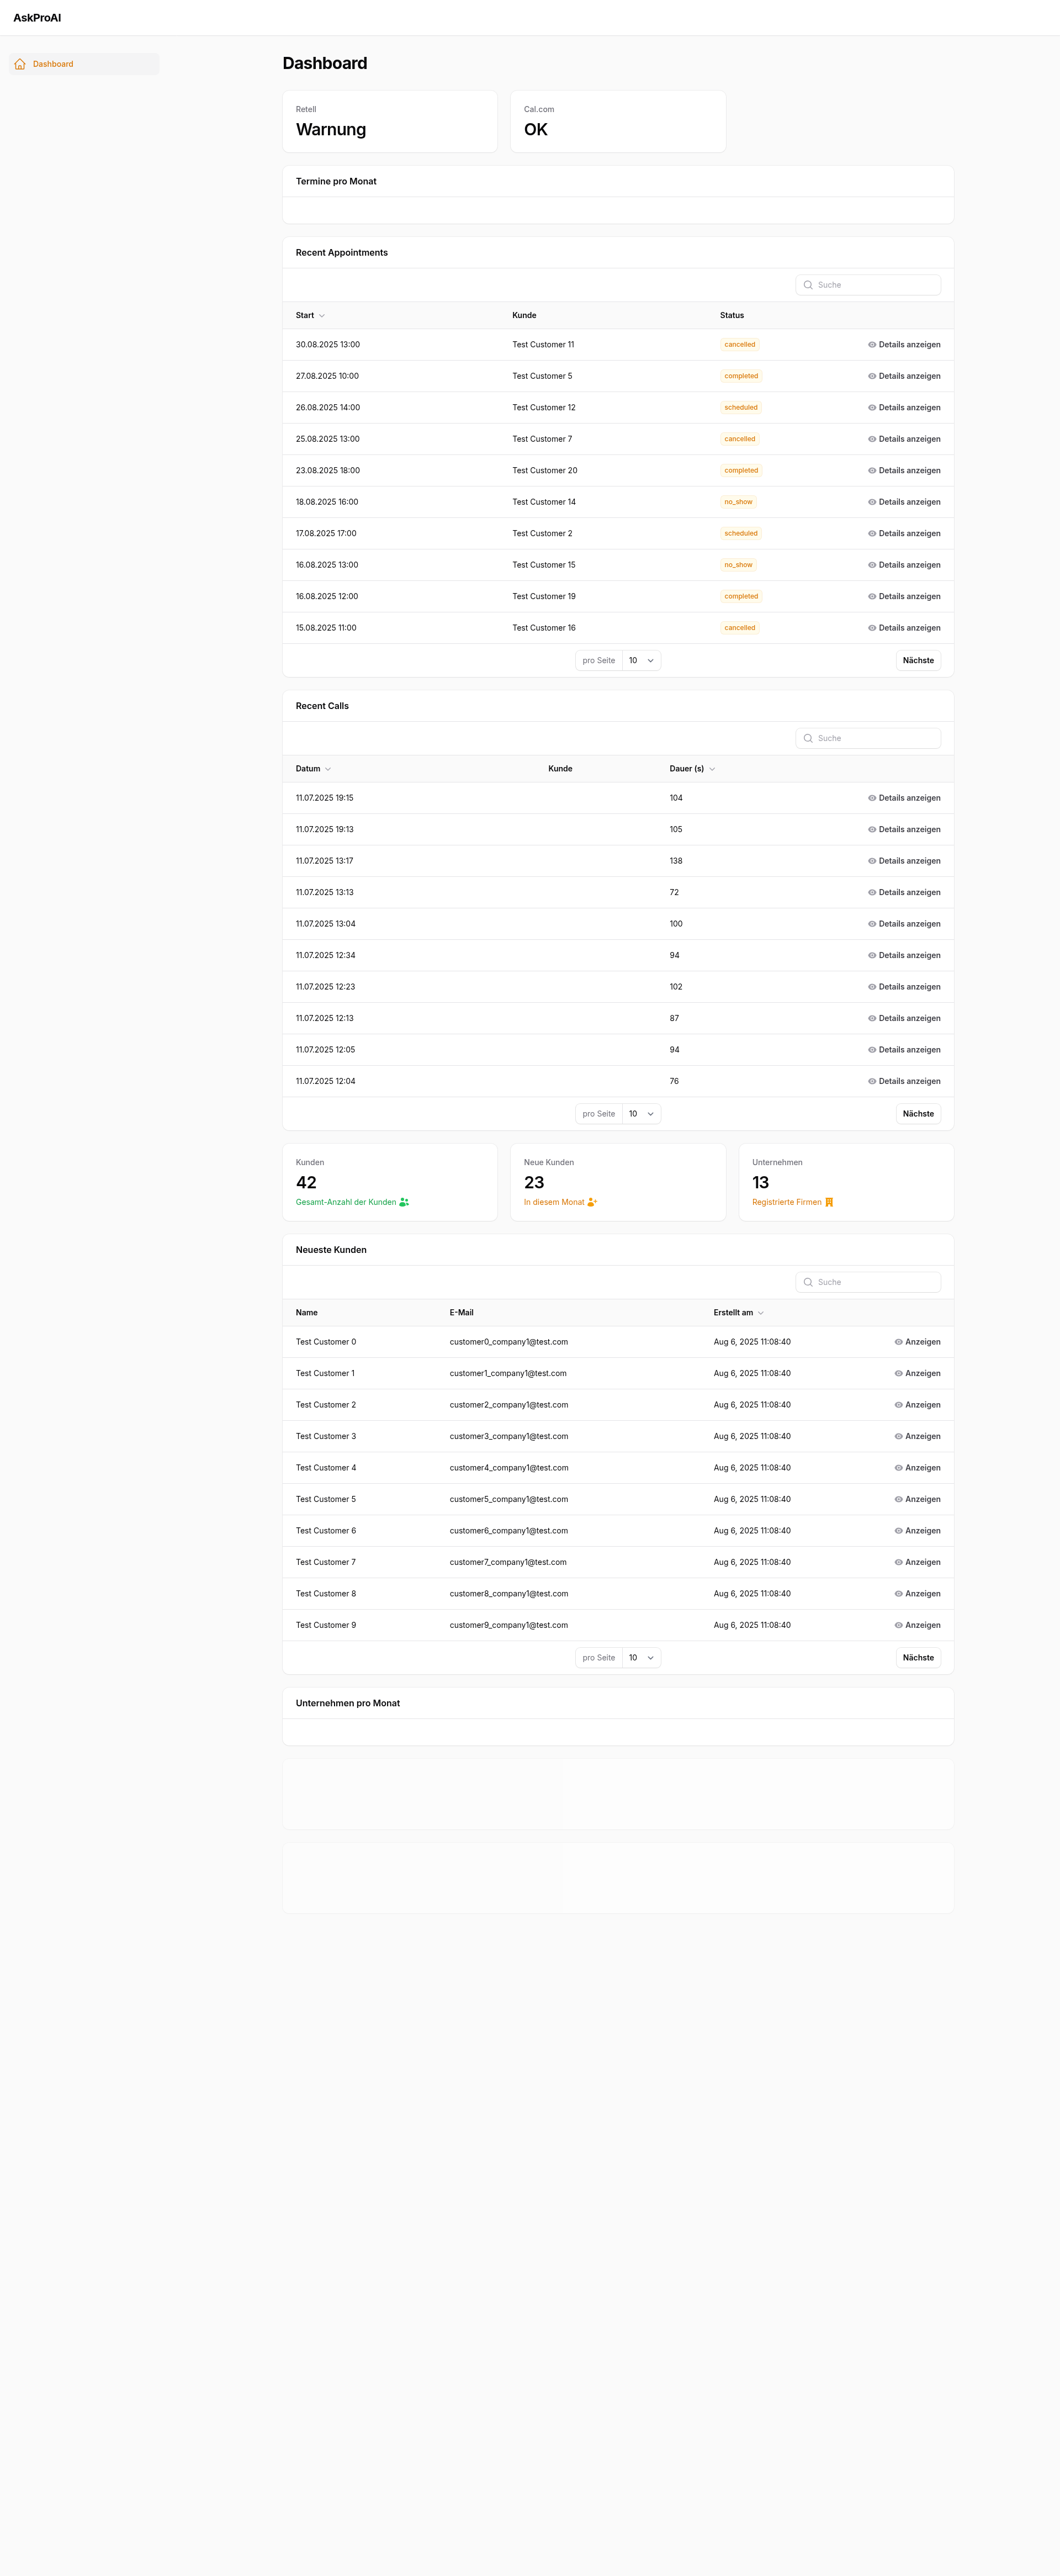 AskProAI
Dashboard
Dashboard
Retell
Warnung
Cal.com
OK
Termine pro Monat
Recent Appointments
Suche
Start Kunde Status
30.08.2025 13:00 Test Customer 11 cancelled Details anzeigen
27.08.2025 10:00 Test Customer 5 completed Details anzeigen
26.08.2025 14:00 Test Customer 12 scheduled Details anzeigen
25.08.2025 13:00 Test Customer 7 cancelled Details anzeigen
23.08.2025 18:00 Test Customer 20 completed Details anzeigen
18.08.2025 16:00 Test Customer 14 no_show Details anzeigen
17.08.2025 17:00 Test Customer 2 scheduled Details anzeigen
16.08.2025 13:00 Test Customer 15 no_show Details anzeigen
16.08.2025 12:00 Test Customer 19 completed Details anzeigen
15.08.2025 11:00 Test Customer 16 cancelled Details anzeigen
pro Seite 10 Nächste
Recent Calls
Suche
Datum Kunde Dauer (s)
11.07.2025 19:15 104 Details anzeigen
11.07.2025 19:13 105 Details anzeigen
11.07.2025 13:17 138 Details anzeigen
11.07.2025 13:13 72 Details anzeigen
11.07.2025 13:04 100 Details anzeigen
11.07.2025 12:34 94 Details anzeigen
11.07.2025 12:23 102 Details anzeigen
11.07.2025 12:13 87 Details anzeigen
11.07.2025 12:05 94 Details anzeigen
11.07.2025 12:04 76 Details anzeigen
pro Seite 10 Nächste
Kunden
42
Gesamt-Anzahl der Kunden
Neue Kunden
23
In diesem Monat
Unternehmen
13
Registrierte Firmen
Neueste Kunden
Suche
Name E-Mail Erstellt am
Test Customer 0 customer0_company1@test.com Aug 6, 2025 11:08:40 Anzeigen
Test Customer 1 customer1_company1@test.com Aug 6, 2025 11:08:40 Anzeigen
Test Customer 2 customer2_company1@test.com Aug 6, 2025 11:08:40 Anzeigen
Test Customer 3 customer3_company1@test.com Aug 6, 2025 11:08:40 Anzeigen
Test Customer 4 customer4_company1@test.com Aug 6, 2025 11:08:40 Anzeigen
Test Customer 5 customer5_company1@test.com Aug 6, 2025 11:08:40 Anzeigen
Test Customer 6 customer6_company1@test.com Aug 6, 2025 11:08:40 Anzeigen
Test Customer 7 customer7_company1@test.com Aug 6, 2025 11:08:40 Anzeigen
Test Customer 8 customer8_company1@test.com Aug 6, 2025 11:08:40 Anzeigen
Test Customer 9 customer9_company1@test.com Aug 6, 2025 11:08:40 Anzeigen
pro Seite 10 Nächste
Unternehmen pro Monat